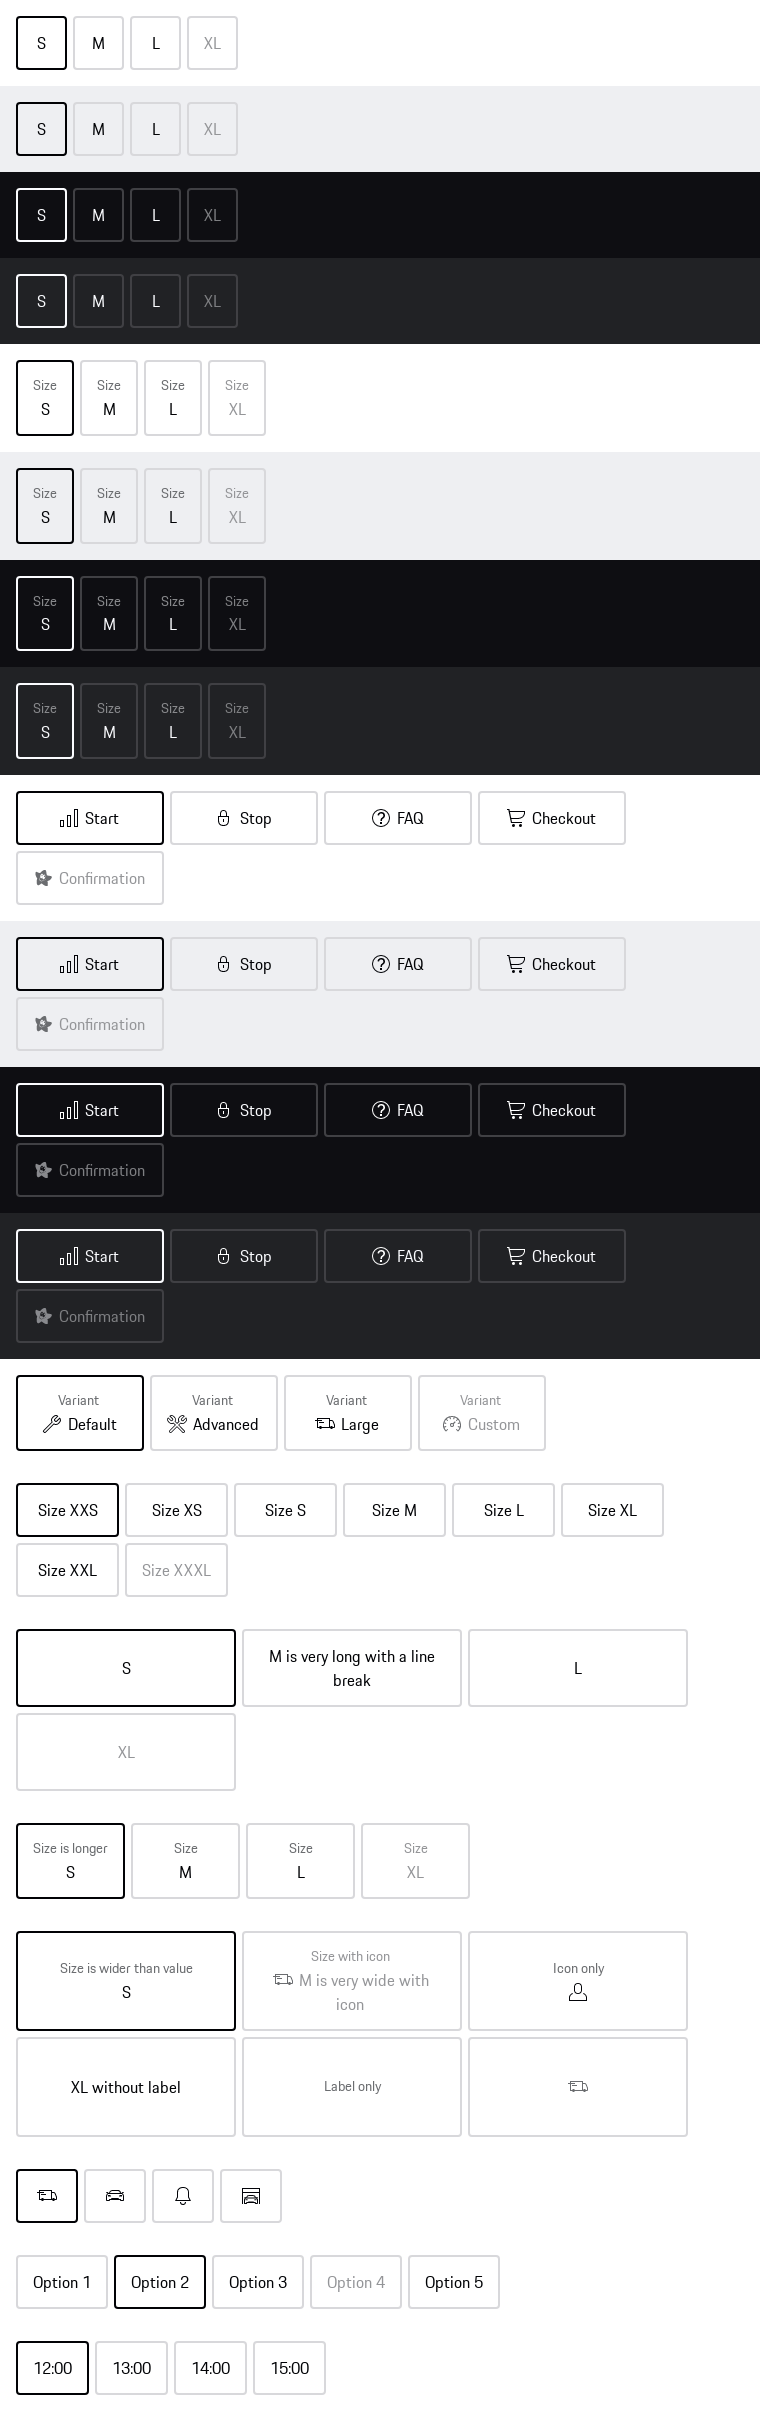 S M L XL
S M L XL
S M L XL
S M L XL
Size Size Size Size
S M L XL
Size Size Size Size
S M L XL
Size Size Size Size
S M L XL
Size Size Size Size
S M L XL
Start Stop FAQ Checkout
Confirmation
Start Stop FAQ Checkout
Confirmation
Start Stop FAQ Checkout
Confirmation
Start Stop FAQ Checkout
Confirmation
Variant Variant Variant Variant
Default Advanced Large Custom
Size XXS Size XS Size S Size M Size L Size XL
Size XXL Size XXXL
S
M is very long with a line
break
L
XL
Size is longer Size Size Size
S M L XL
Size is wider than value
S
Size with icon
M is very wide with
icon
Icon only
XL without label
Label only
Option 1 Option 2 Option 3 Option 4 Option 5
12:00 13:00 14:00 15:00